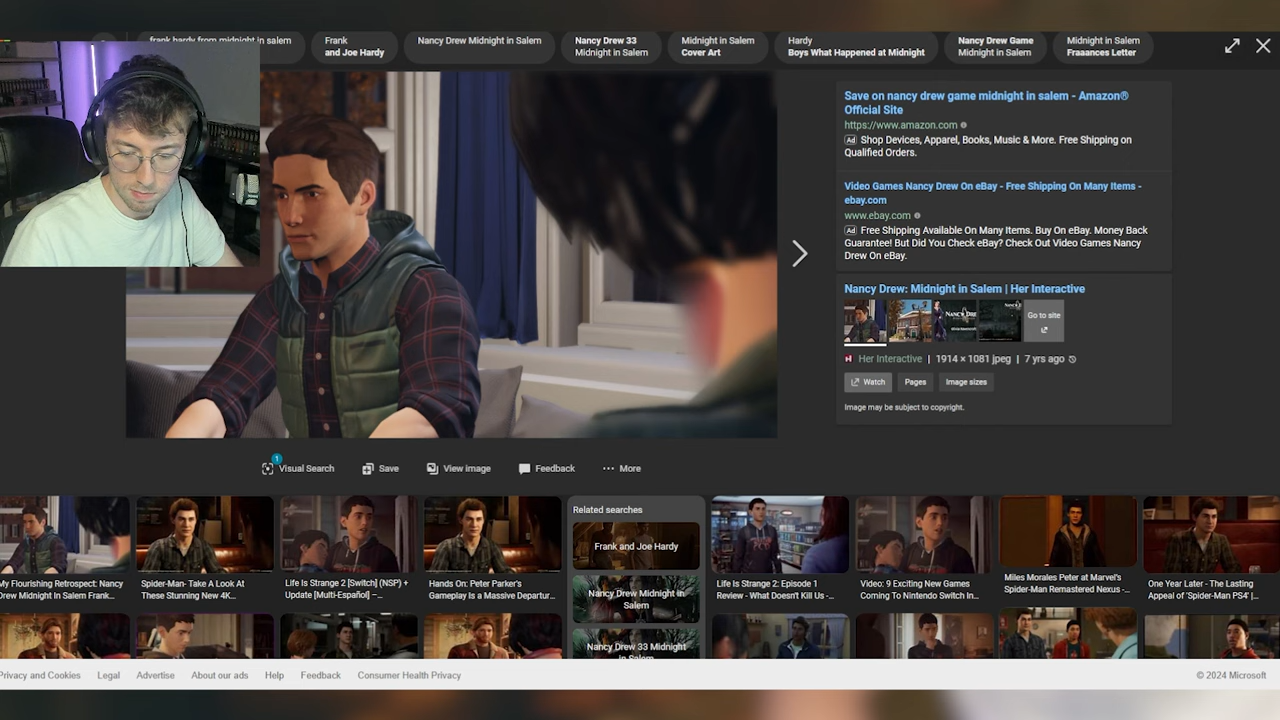 frank hardy from midnight in salem
Frank
and Joe Hardy
Nancy Drew Midnight in Salem
Nancy Drew 33
Midnight in Salem
Midnight in Salem
Cover Art
Hardy
Boys What Happened at Midnight
Nancy Drew Game
Midnight in Salem
Midnight in Salem
Fraaances Letter
Save on nancy drew game midnight in salem - Amazon®
Official Site
https://www.amazon.com
Ad Shop Devices, Apparel, Books, Music & More. Free Shipping on
Qualified Orders.
Video Games Nancy Drew On eBay - Free Shipping On Many Items -
ebay.com
www.ebay.com
Ad Free Shipping Available On Many Items. Buy On eBay. Money Back
Guarantee! But Did You Check eBay? Check Out Video Games Nancy
Drew On eBay.
Nancy Drew: Midnight in Salem | Her Interactive
Go to site
Her Interactive | 1914 × 1081 jpeg | 7 yrs ago
Watch
Pages
Image sizes
Image may be subject to copyright.
1
Visual Search
Save
View image
Feedback
More
My Flourishing Retrospect: Nancy
Drew Midnight In Salem Frank...
Spider-Man- Take A Look At
These Stunning New 4K...
Life Is Strange 2 [Switch] (NSP) +
Update [Multi-Español] –...
Hands On: Peter Parker's
Gameplay Is a Massive Departur...
Related searches
Frank and Joe Hardy
Nancy Drew Midnight in
Salem
Nancy Drew 33 Midnight
in Salem
Life Is Strange 2: Episode 1
Review - What Doesn't Kill Us -...
Video: 9 Exciting New Games
Coming To Nintendo Switch In...
Miles Morales Peter at Marvel's
Spider-Man Remastered Nexus -...
One Year Later - The Lasting
Appeal of 'Spider-Man PS4' |...
Privacy and Cookies
Legal
Advertise
About our ads
Help
Feedback
Consumer Health Privacy
© 2024 Microsoft